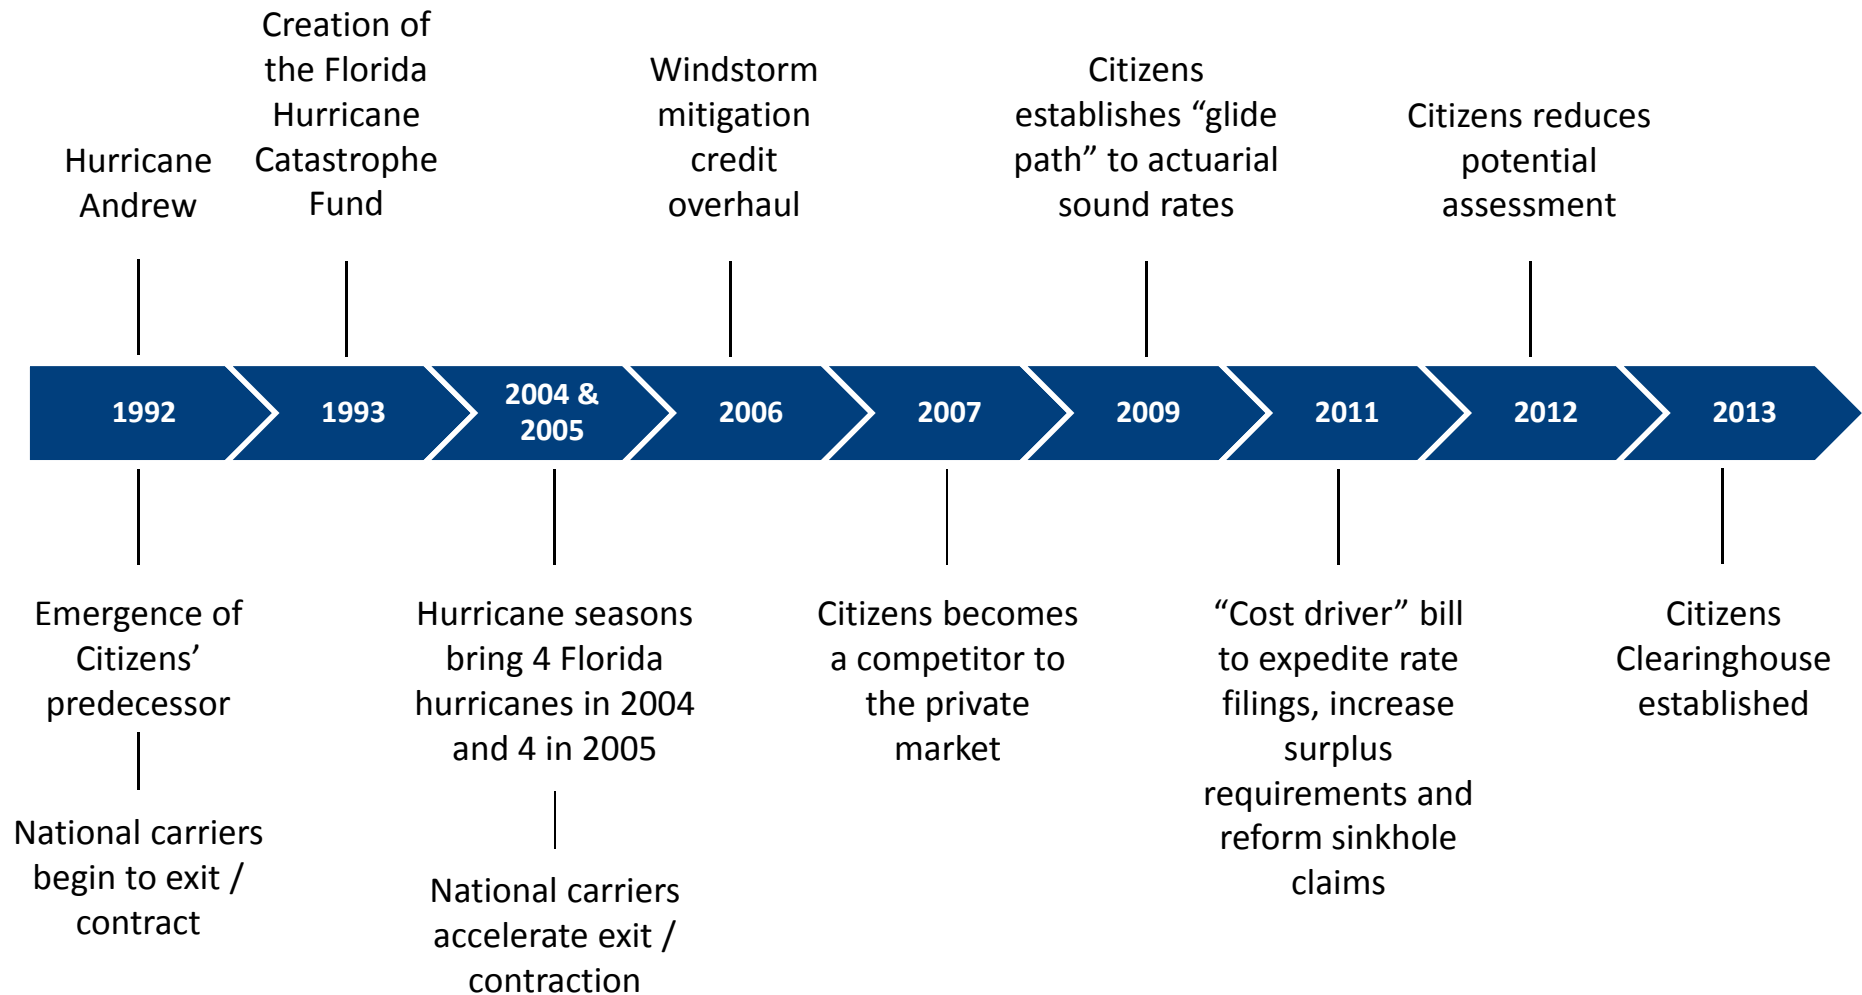 Hurricane
Andrew
Creation of
the Florida
Hurricane
Catastrophe
Fund
Windstorm
mitigation
credit
overhaul
Citizens
establishes “glide
path” to actuarial
sound rates
Citizens reduces
potential
assessment
1992
1993
2004 &
2005
2006
2007
2009
2011
2012
2013
Emergence of
Citizens’
predecessor
National carriers
begin to exit /
contract
Hurricane seasons
bring 4 Florida
hurricanes in 2004
and 4 in 2005
National carriers
accelerate exit /
contraction
Citizens becomes
a competitor to
the private
market
“Cost driver” bill
to expedite rate
filings, increase
surplus
requirements and
reform sinkhole
claims
Citizens
Clearinghouse
established